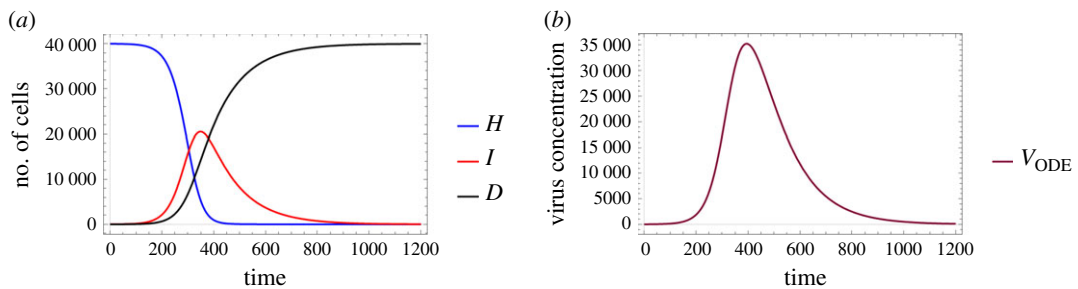 (a)
no. of cells
40 000
30 000
20 000
10 000
0
0 200 400 600 800 1000 1200
time
H
I
D
(b)
virus concentration
35 000
30 000
25 000
20 000
15 000
10 000
5000
0
0 200 400 600 800 1000 1200
time
V_ODE